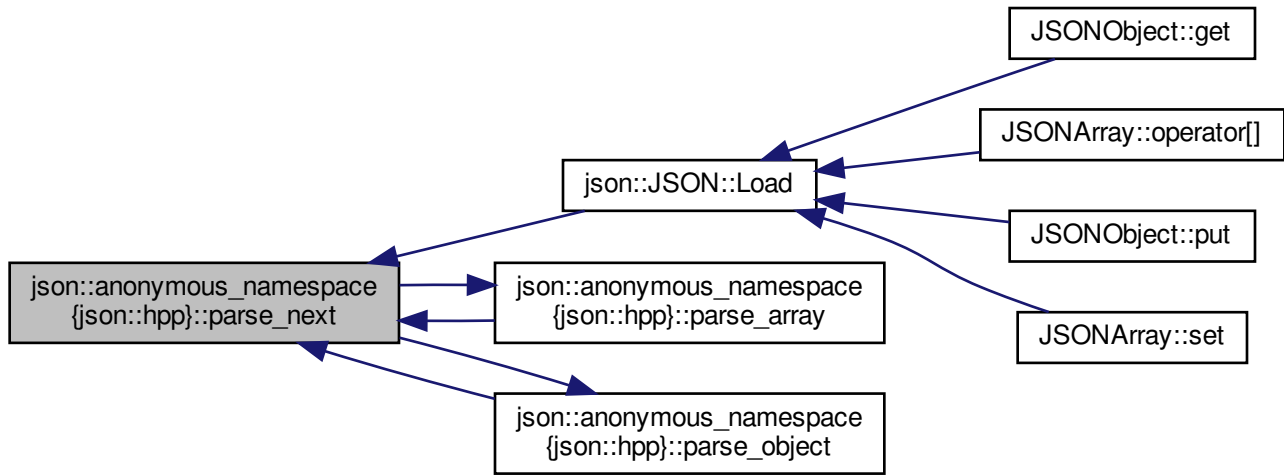 JSONObject::get
JSONArray::operator[]
json::JSON::Load
JSONObject::put
json::anonymous_namespace
{json::hpp}::parse_next
json::anonymous_namespace
{json::hpp}::parse_array
JSONArray::set
json::anonymous_namespace
{json::hpp}::parse_object